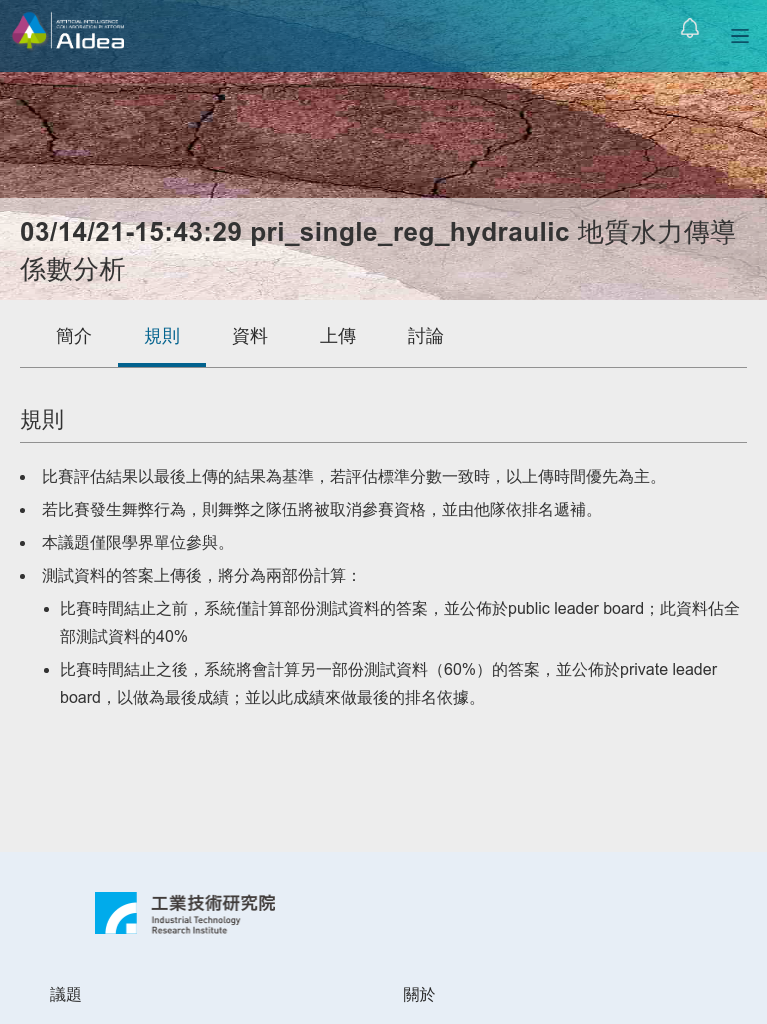 ARTIFICIAL INTELLIGENCE
COLLABORATION PLATFORM
AIdea
03/14/21-15:43:29 pri_single_reg_hydraulic 地質水力傳導
係數分析
簡介 規則 資料 上傳 討論
規則
比賽評估結果以最後上傳的結果為基準，若評估標準分數一致時，以上傳時間優先為主。
若比賽發生舞弊行為，則舞弊之隊伍將被取消參賽資格，並由他隊依排名遞補。
本議題僅限學界單位參與。
測試資料的答案上傳後，將分為兩部份計算：
比賽時間結止之前，系統僅計算部份測試資料的答案，並公佈於public leader board；此資料佔全
部測試資料的40%
比賽時間結止之後，系統將會計算另一部份測試資料（60%）的答案，並公佈於private leader
board，以做為最後成績；並以此成績來做最後的排名依據。
工業技術研究院
Industrial Technology
Research Institute
議題 關於